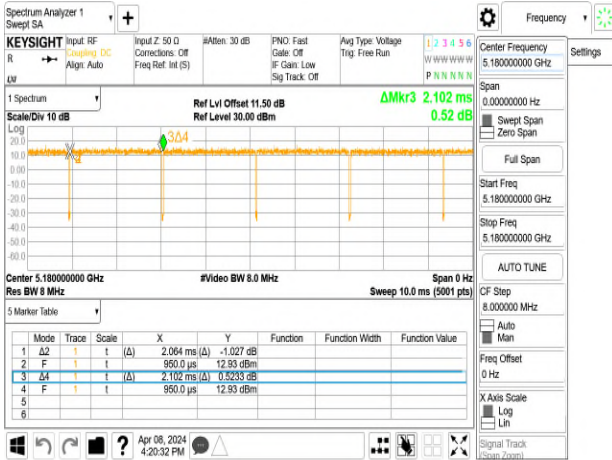 Spectrum Analyzer 1
Swept SA
Frequency
Settings
KEYSIGHT
Input: RF
Coupling: DC
Align: Auto
Input Z: 50 Ω
Corrections: Off
Freq Ref: Int (S)
#Atten: 30 dB
PNO: Fast
Gate: Off
IF Gain: Low
Sig Track: Off
Avg Type: Voltage
Trig: Free Run
1 2 3 4 5 6
W W W W W W
P N N N N N
R
1 Spectrum
Scale/Div 10 dB
Ref Lvl Offset 11.50 dB
Ref Level 30.00 dBm
ΔMkr3 2.102 ms
0.52 dB
Log
20.0
10.0
0.00
-10.0
-20.0
-30.0
-40.0
-50.0
-60.0
3Δ4
Center 5.180000000 GHz
Res BW 8 MHz
#Video BW 8.0 MHz
Span 0 Hz
Sweep 10.0 ms (5001 pts)
5 Marker Table
Mode Trace Scale X Y Function Function Width Function Value
1 Δ2 1 t (Δ) 2.064 ms (Δ) -1.027 dB
2 F 1 t 950.0 µs 12.93 dBm
3 Δ4 1 t (Δ) 2.102 ms (Δ) 0.5233 dB
4 F 1 t 950.0 µs 12.93 dBm
5
6
Apr 08, 2024
4:20:32 PM
Center Frequency
5.180000000 GHz
Span
0.00000000 Hz
Swept Span
Zero Span
Full Span
Start Freq
5.180000000 GHz
Stop Freq
5.180000000 GHz
AUTO TUNE
CF Step
8.000000 MHz
Auto
Man
Freq Offset
0 Hz
X Axis Scale
Log
Lin
Signal Track
(Span Zoom)